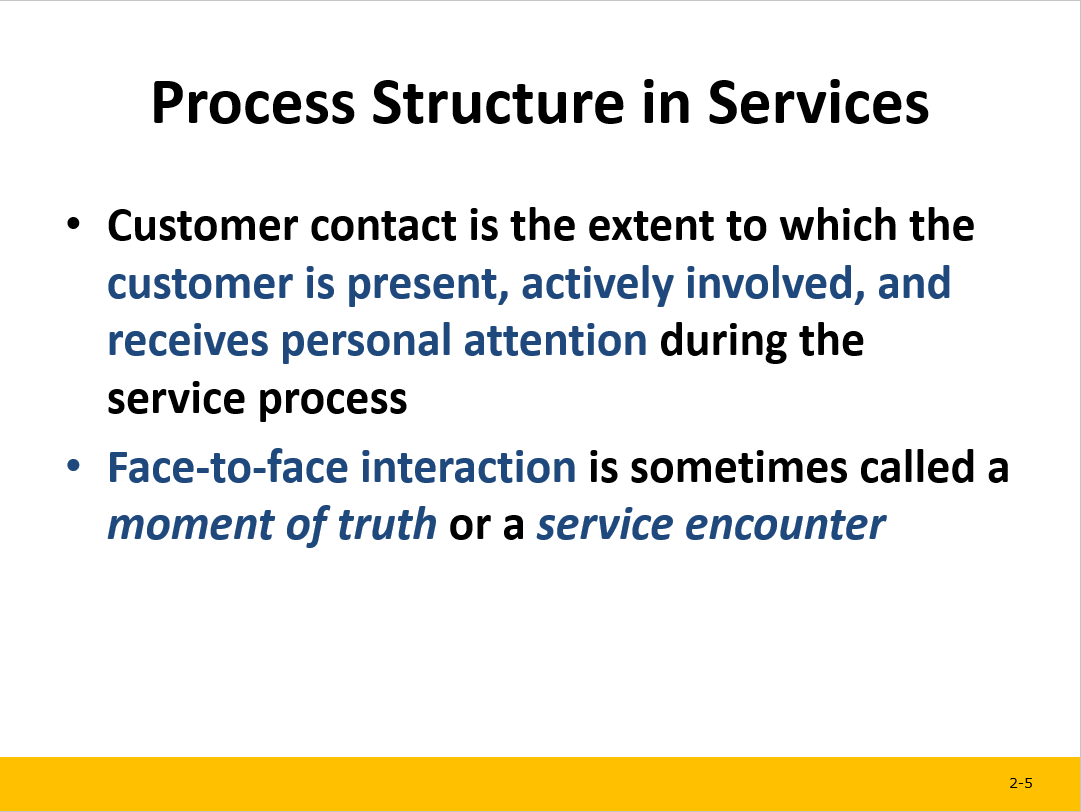 Process Structure in Services
• Customer contact is the extent to which the
customer is present, actively involved, and
receives personal attention during the
service process
• Face-to-face interaction is sometimes called a
moment of truth or a service encounter
2-5